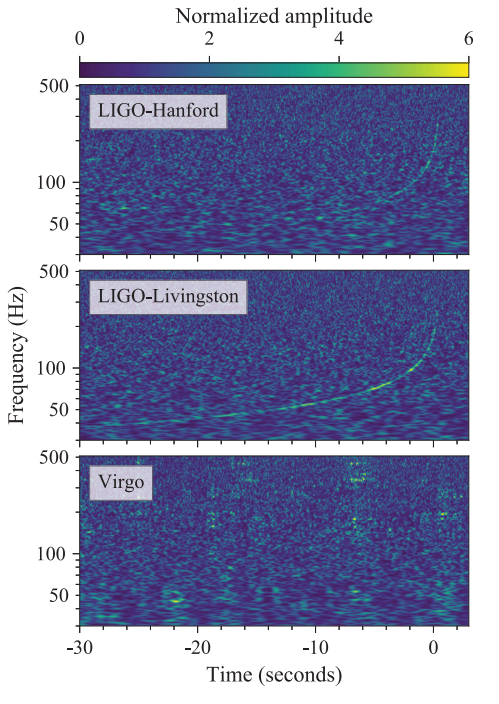 Normalized amplitude
0 2 4 6
500
LIGO-Hanford
100
50
500
LIGO-Livingston
100
50
Frequency (Hz)
500
Virgo
100
50
-30 -20 -10 0
Time (seconds)